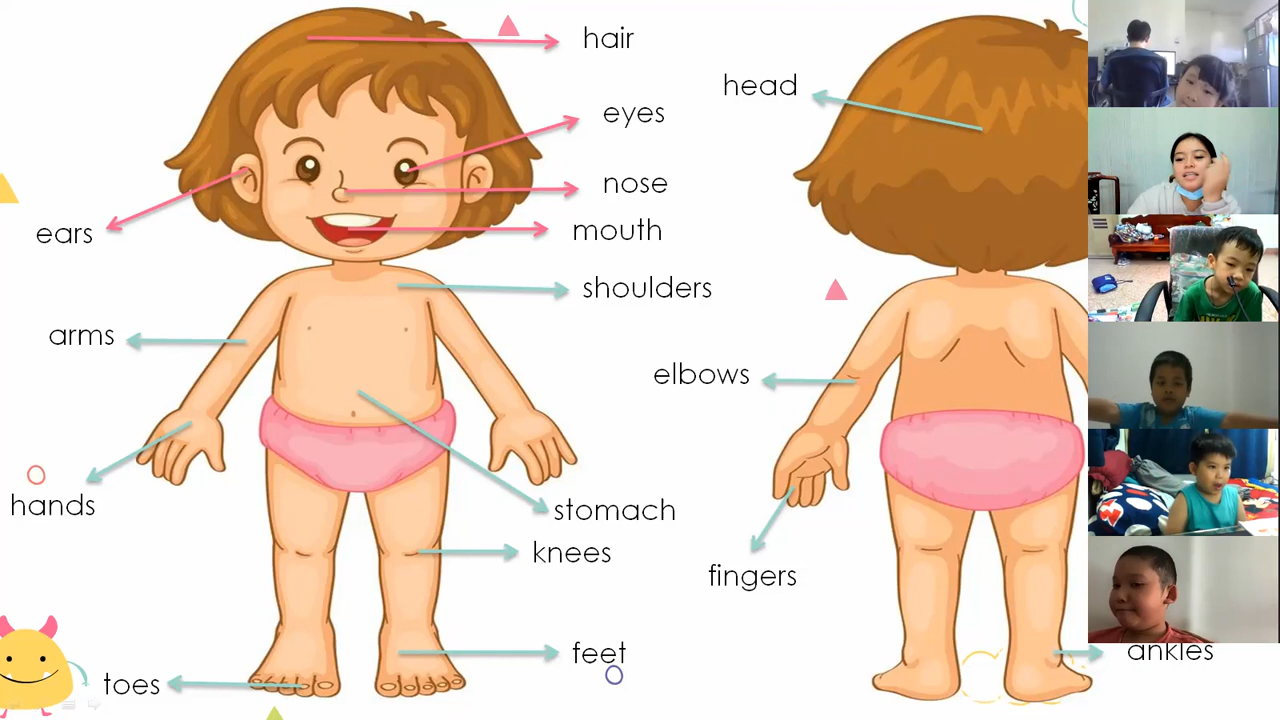 hair
head
eyes
nose
ears
mouth
shoulders
arms
elbows
hands
stomach
knees
fingers
feet
ankles
toes